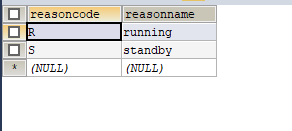 reasoncode reasonname
R running
S standby
* (NULL) (NULL)